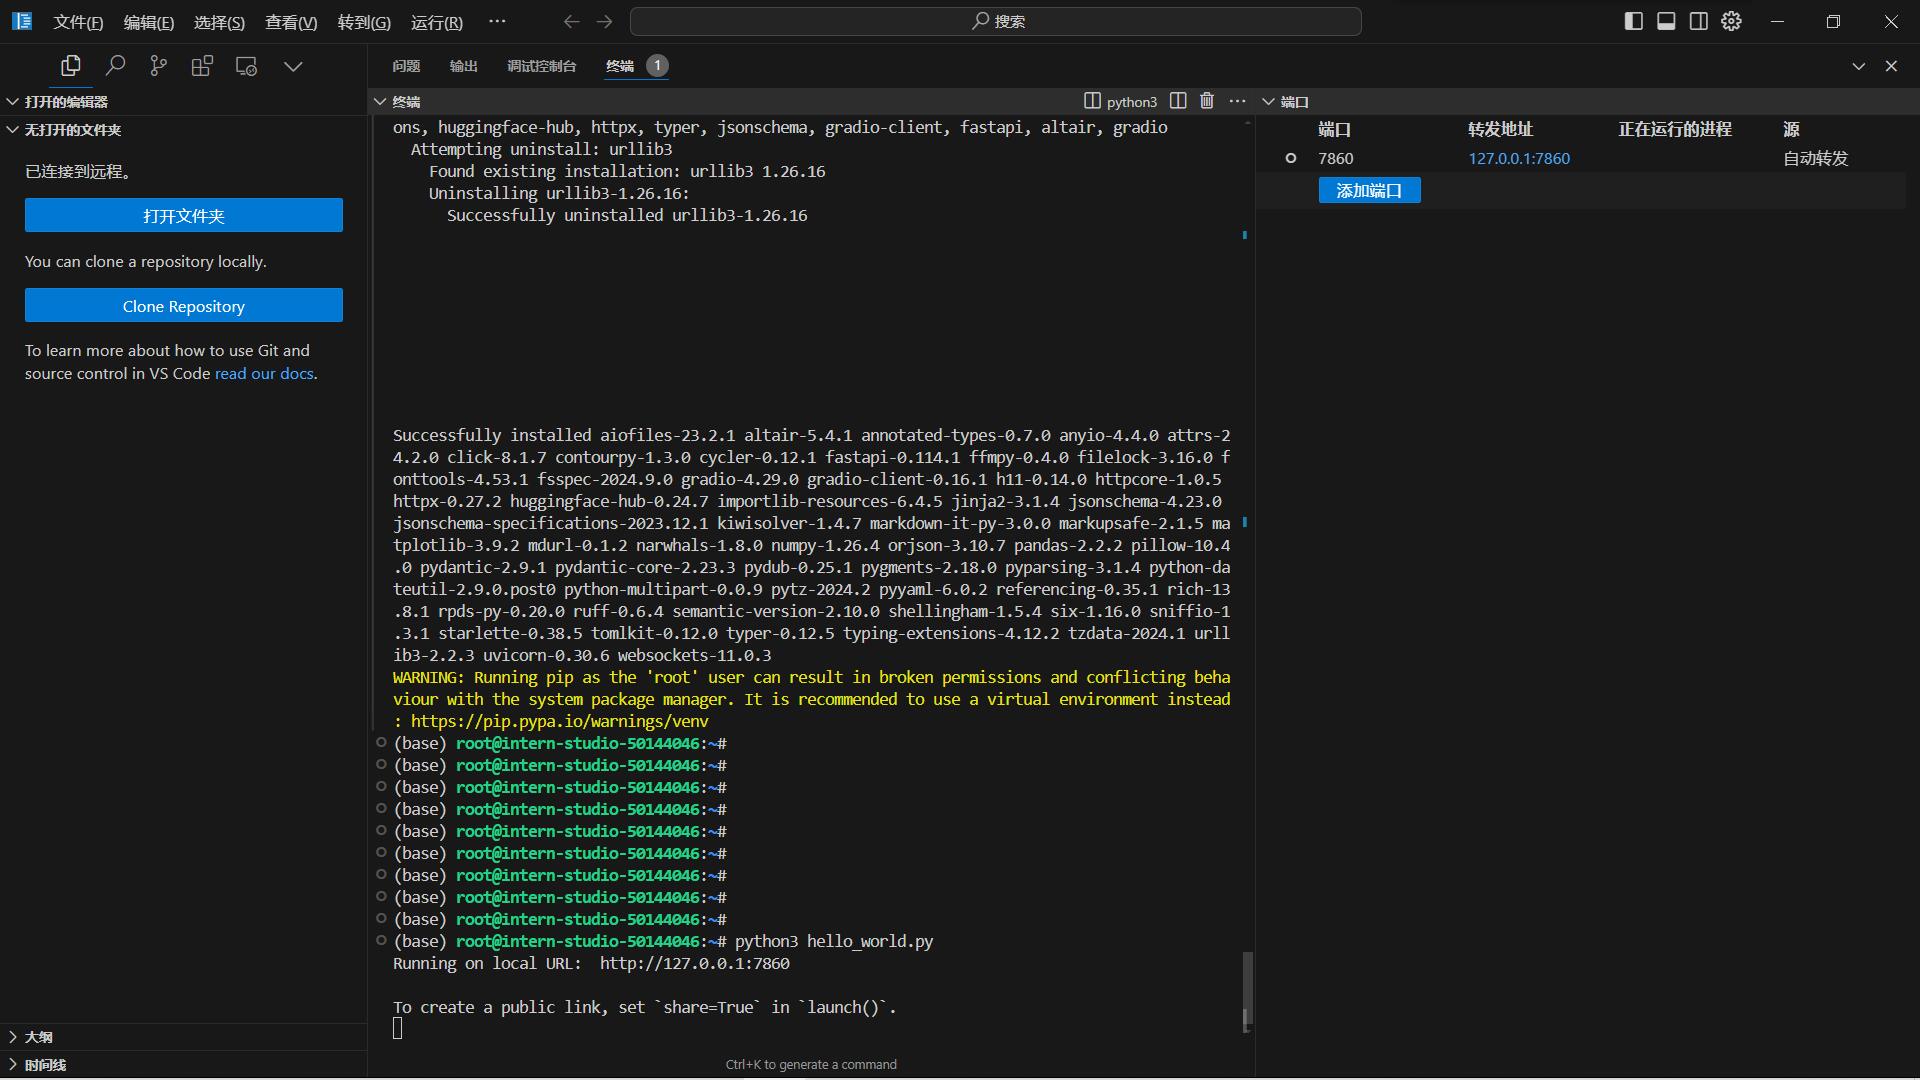 文件(F) 编辑(E) 选择(S) 查看(V) 转到(G) 运行(R) ···
搜索
问题 输出 调试控制台 终端 1
打开的编辑器
无打开的文件夹
已连接到远程。
打开文件夹
You can clone a repository locally.
Clone Repository
To learn more about how to use Git and
source control in VS Code read our docs.
大纲
时间线
终端
python3
ons, huggingface-hub, httpx, typer, jsonschema, gradio-client, fastapi, altair, gradio
Attempting uninstall: urllib3
Found existing installation: urllib3 1.26.16
Uninstalling urllib3-1.26.16:
Successfully uninstalled urllib3-1.26.16
Successfully installed aiofiles-23.2.1 altair-5.4.1 annotated-types-0.7.0 anyio-4.4.0 attrs-2
4.2.0 click-8.1.7 contourpy-1.3.0 cycler-0.12.1 fastapi-0.114.1 ffmpy-0.4.0 filelock-3.16.0 f
onttools-4.53.1 fsspec-2024.9.0 gradio-4.29.0 gradio-client-0.16.1 h11-0.14.0 httpcore-1.0.5
httpx-0.27.2 huggingface-hub-0.24.7 importlib-resources-6.4.5 jinja2-3.1.4 jsonschema-4.23.0
jsonschema-specifications-2023.12.1 kiwisolver-1.4.7 markdown-it-py-3.0.0 markupsafe-2.1.5 ma
tplotlib-3.9.2 mdurl-0.1.2 narwhals-1.8.0 numpy-1.26.4 orjson-3.10.7 pandas-2.2.2 pillow-10.4
.0 pydantic-2.9.1 pydantic-core-2.23.3 pydub-0.25.1 pygments-2.18.0 pyparsing-3.1.4 python-da
teutil-2.9.0.post0 python-multipart-0.0.9 pytz-2024.2 pyyaml-6.0.2 referencing-0.35.1 rich-13
.8.1 rpds-py-0.20.0 ruff-0.6.4 semantic-version-2.10.0 shellingham-1.5.4 six-1.16.0 sniffio-1
.3.1 starlette-0.38.5 tomlkit-0.12.0 typer-0.12.5 typing-extensions-4.12.2 tzdata-2024.1 urll
ib3-2.2.3 uvicorn-0.30.6 websockets-11.0.3
WARNING: Running pip as the 'root' user can result in broken permissions and conflicting beha
viour with the system package manager. It is recommended to use a virtual environment instead
: https://pip.pypa.io/warnings/venv
(base) root@intern-studio-50144046:~#
(base) root@intern-studio-50144046:~#
(base) root@intern-studio-50144046:~#
(base) root@intern-studio-50144046:~#
(base) root@intern-studio-50144046:~#
(base) root@intern-studio-50144046:~#
(base) root@intern-studio-50144046:~#
(base) root@intern-studio-50144046:~#
(base) root@intern-studio-50144046:~#
(base) root@intern-studio-50144046:~# python3 hello_world.py
Running on local URL:  http://127.0.0.1:7860
To create a public link, set `share=True` in `launch()`.
Ctrl+K to generate a command
端口
端口 转发地址 正在运行的进程 源
7860 127.0.0.1:7860 自动转发
添加端口